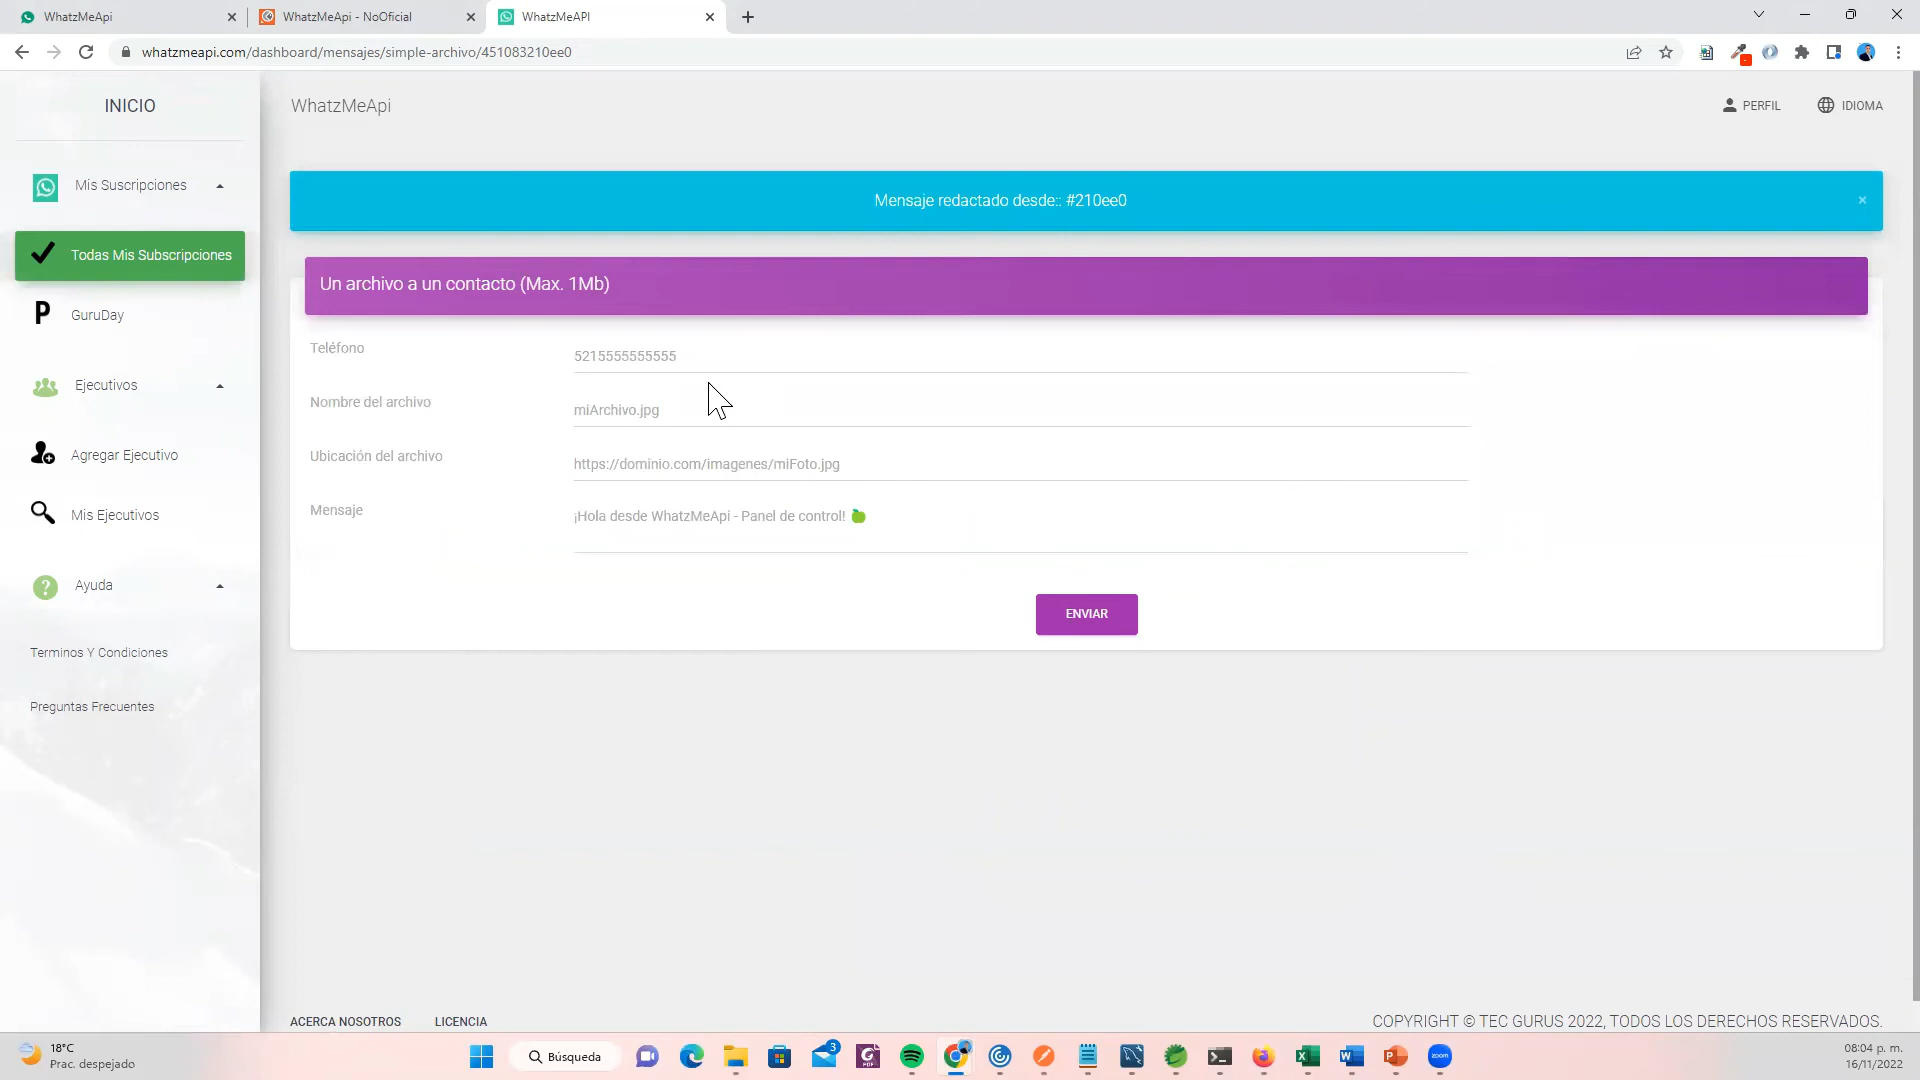 WhatzMeApi
WhatzMeApi - NoOficial
WhatzMeAPI
whatzmeapi.com/dashboard/mensajes/simple-archivo/451083210ee0
INICIO
WhatzMeApi
PERFIL
IDIOMA
Mis Suscripciones
Todas Mis Subscripciones
P
GuruDay
Ejecutivos
Agregar Ejecutivo
Mis Ejecutivos
? Ayuda
Terminos Y Condiciones
Preguntas Frecuentes
Mensaje redactado desde:: #210ee0
×
Un archivo a un contacto (Max. 1Mb)
Teléfono
5215555555555
Nombre del archivo
miArchivo.jpg
Ubicación del archivo
https://dominio.com/imagenes/miFoto.jpg
Mensaje
¡Hola desde WhatzMeApi - Panel de control! 🍏
ENVIAR
ACERCA NOSOTROS
LICENCIA
COPYRIGHT © TEC GURUS 2022, TODOS LOS DERECHOS RESERVADOS.
18°C
Prac. despejado
Búsqueda
3
zoom
08:04 p. m.
16/11/2022